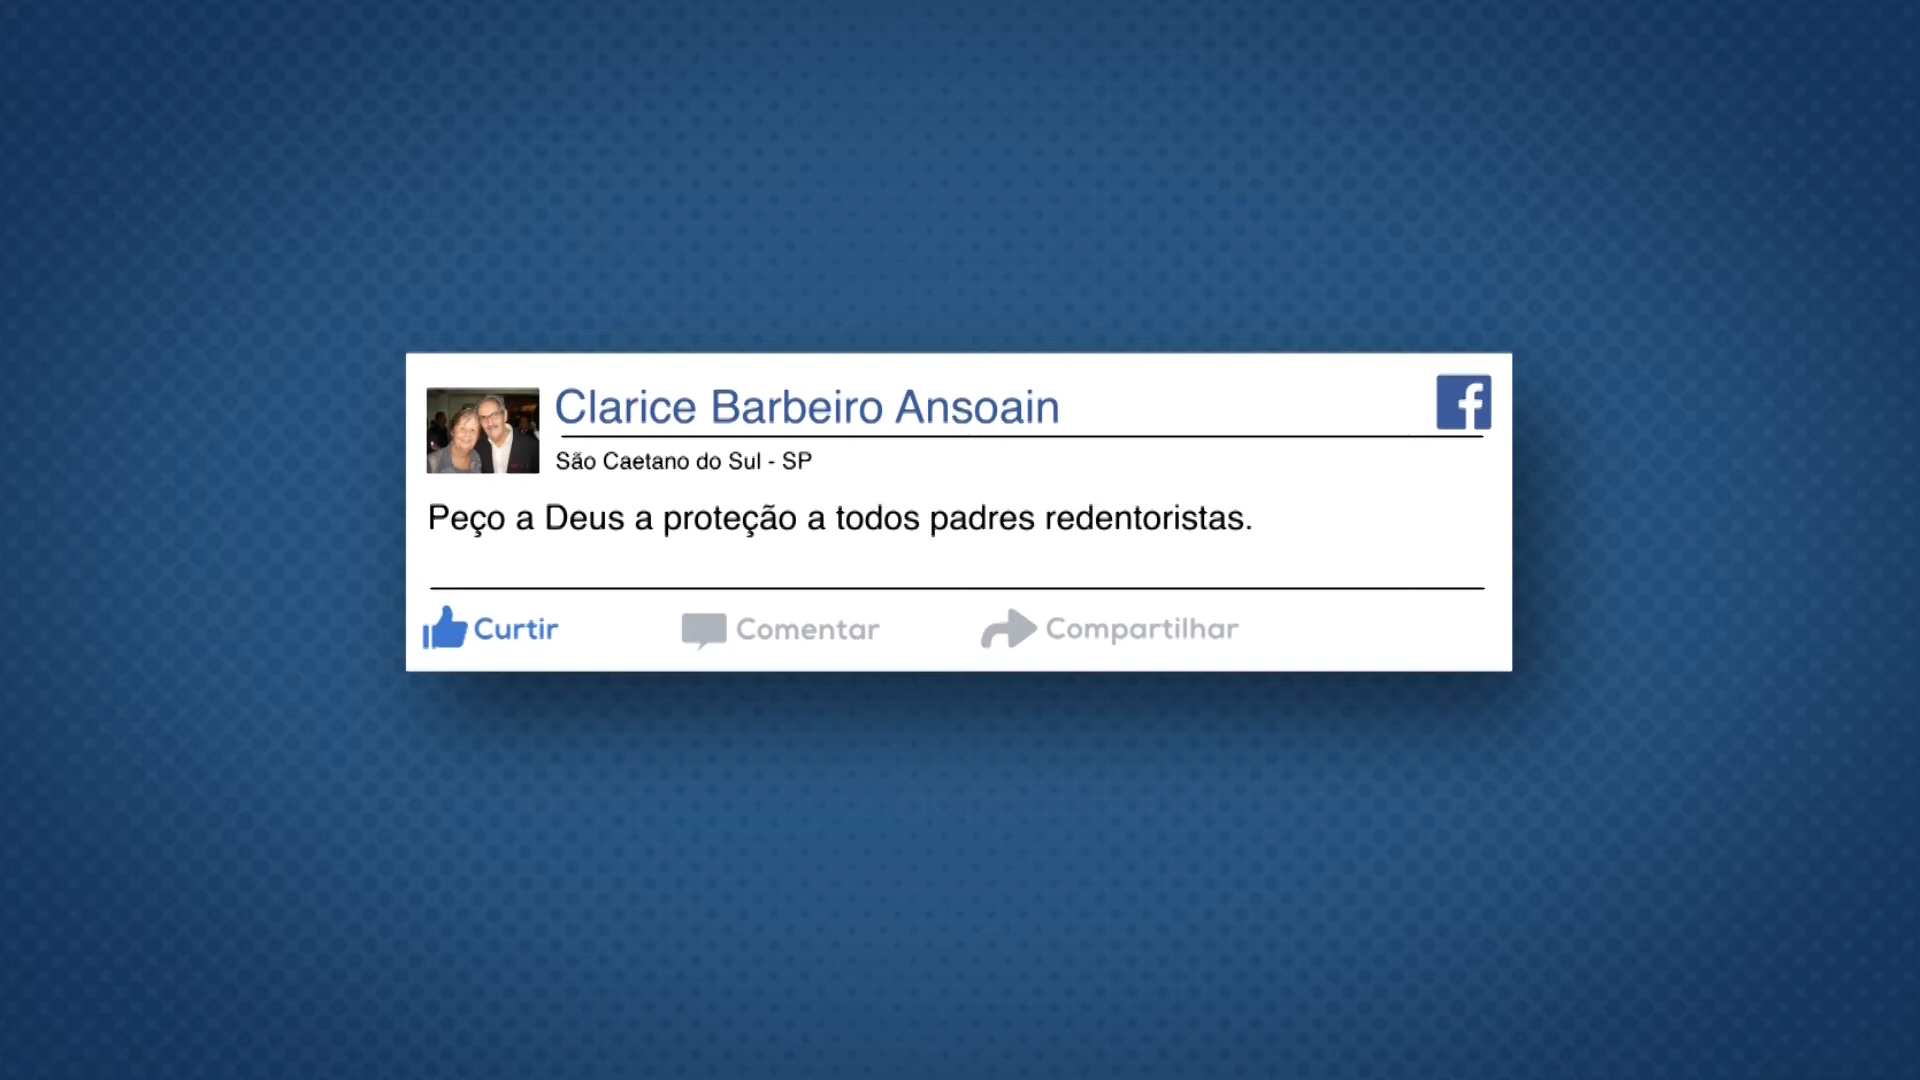 Clarice Barbeiro Ansoain
São Caetano do Sul - SP
Peço a Deus a proteção a todos padres redentoristas.
Curtir
Comentar
Compartilhar